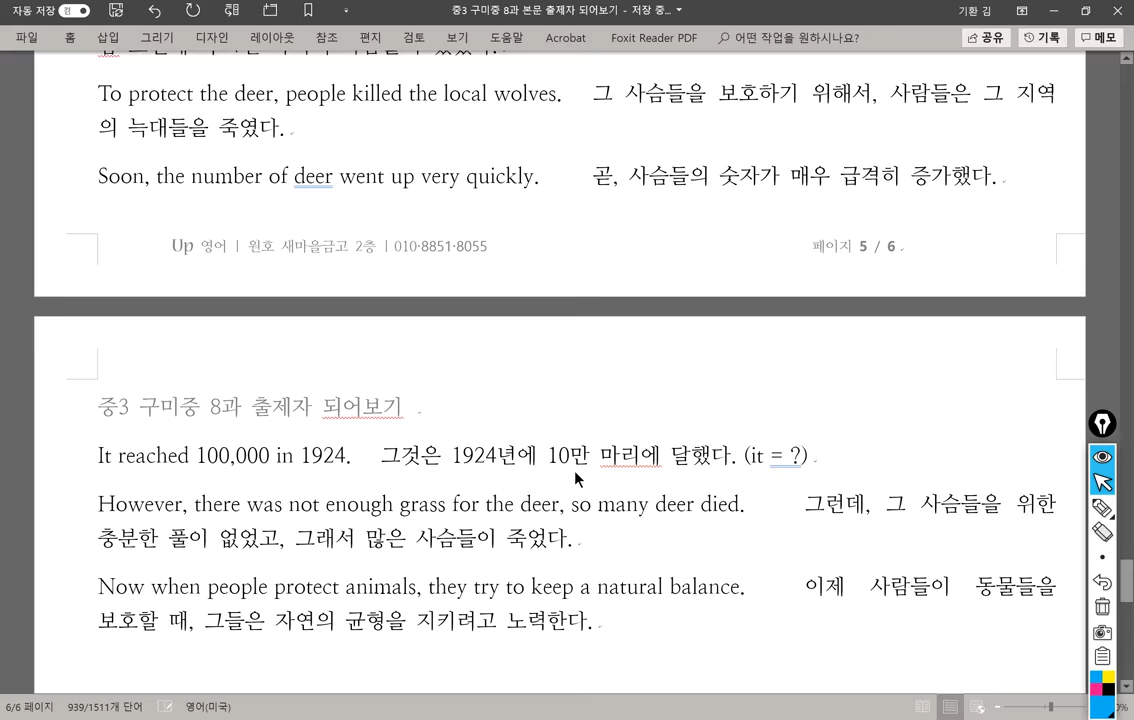 자동 저장 켬 중3 구미중 8과 본문 출제자 되어보기 - 저장 중... 기환 김
파일 홈 삽입 그리기 디자인 레이아웃 참조 편지 검토 보기 도움말 Acrobat Foxit Reader PDF 어떤 작업을 원하시나요? 공유 기록 메모
To protect the deer, people killed the local wolves. 그 사슴들을 보호하기 위해서, 사람들은 그 지역
의 늑대들을 죽였다.
Soon, the number of deer went up very quickly. 곧, 사슴들의 숫자가 매우 급격히 증가했다.
Up 영어 | 원호 새마을금고 2층 | 010·8851·8055 페이지 5 / 6
중3 구미중 8과 출제자 되어보기
It reached 100,000 in 1924. 그것은 1924년에 10만 마리에 달했다. (it = ?)
However, there was not enough grass for the deer, so many deer died. 그런데, 그 사슴들을 위한
충분한 풀이 없었고, 그래서 많은 사슴들이 죽었다.
Now when people protect animals, they try to keep a natural balance. 이제 사람들이 동물들을
보호할 때, 그들은 자연의 균형을 지키려고 노력한다.
6/6 페이지 939/1511개 단어 영어(미국)